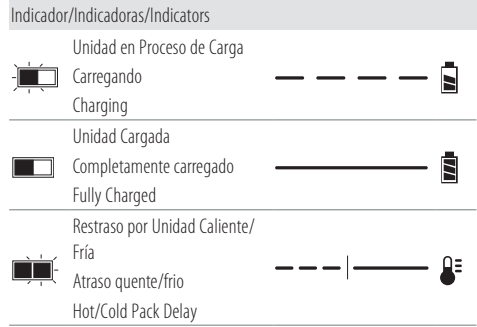 Indicador/Indicadoras/Indicators
Unidad en Proceso de Carga
Carregando
Charging
Unidad Cargada
Completamente carregado
Fully Charged
Restraso por Unidad Caliente/
Fría
Atraso quente/frio
Hot/Cold Pack Delay